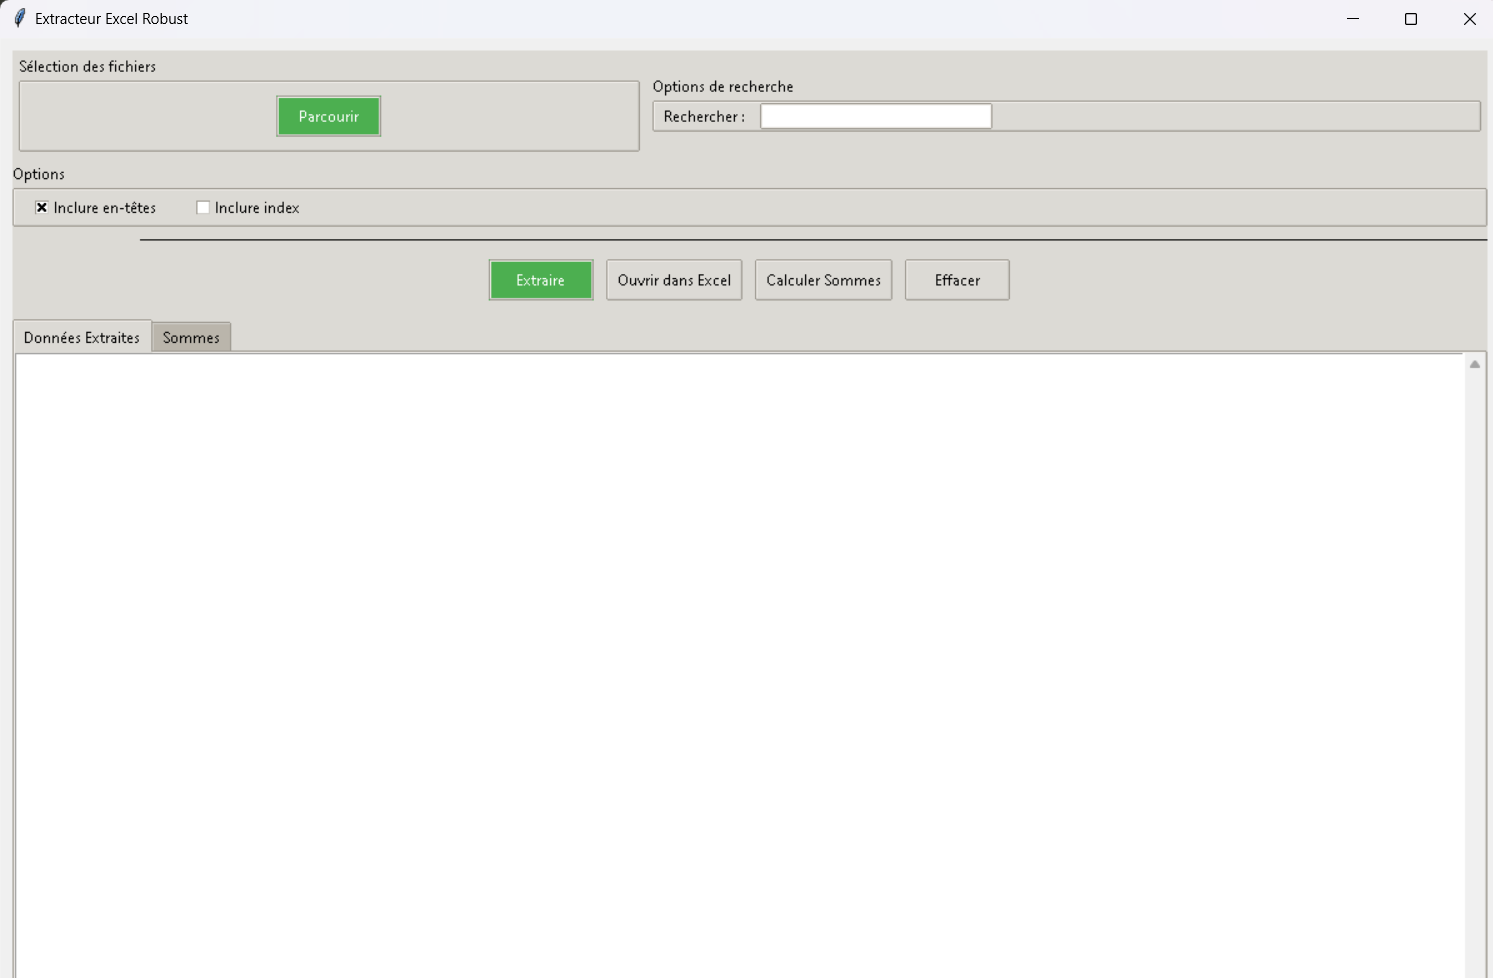 Extracteur Excel Robust
Sélection des fichiers
Parcourir
Options de recherche
Rechercher :
Options
Inclure en-têtes
Inclure index
Extraire
Ouvrir dans Excel
Calculer Sommes
Effacer
Données Extraites
Sommes